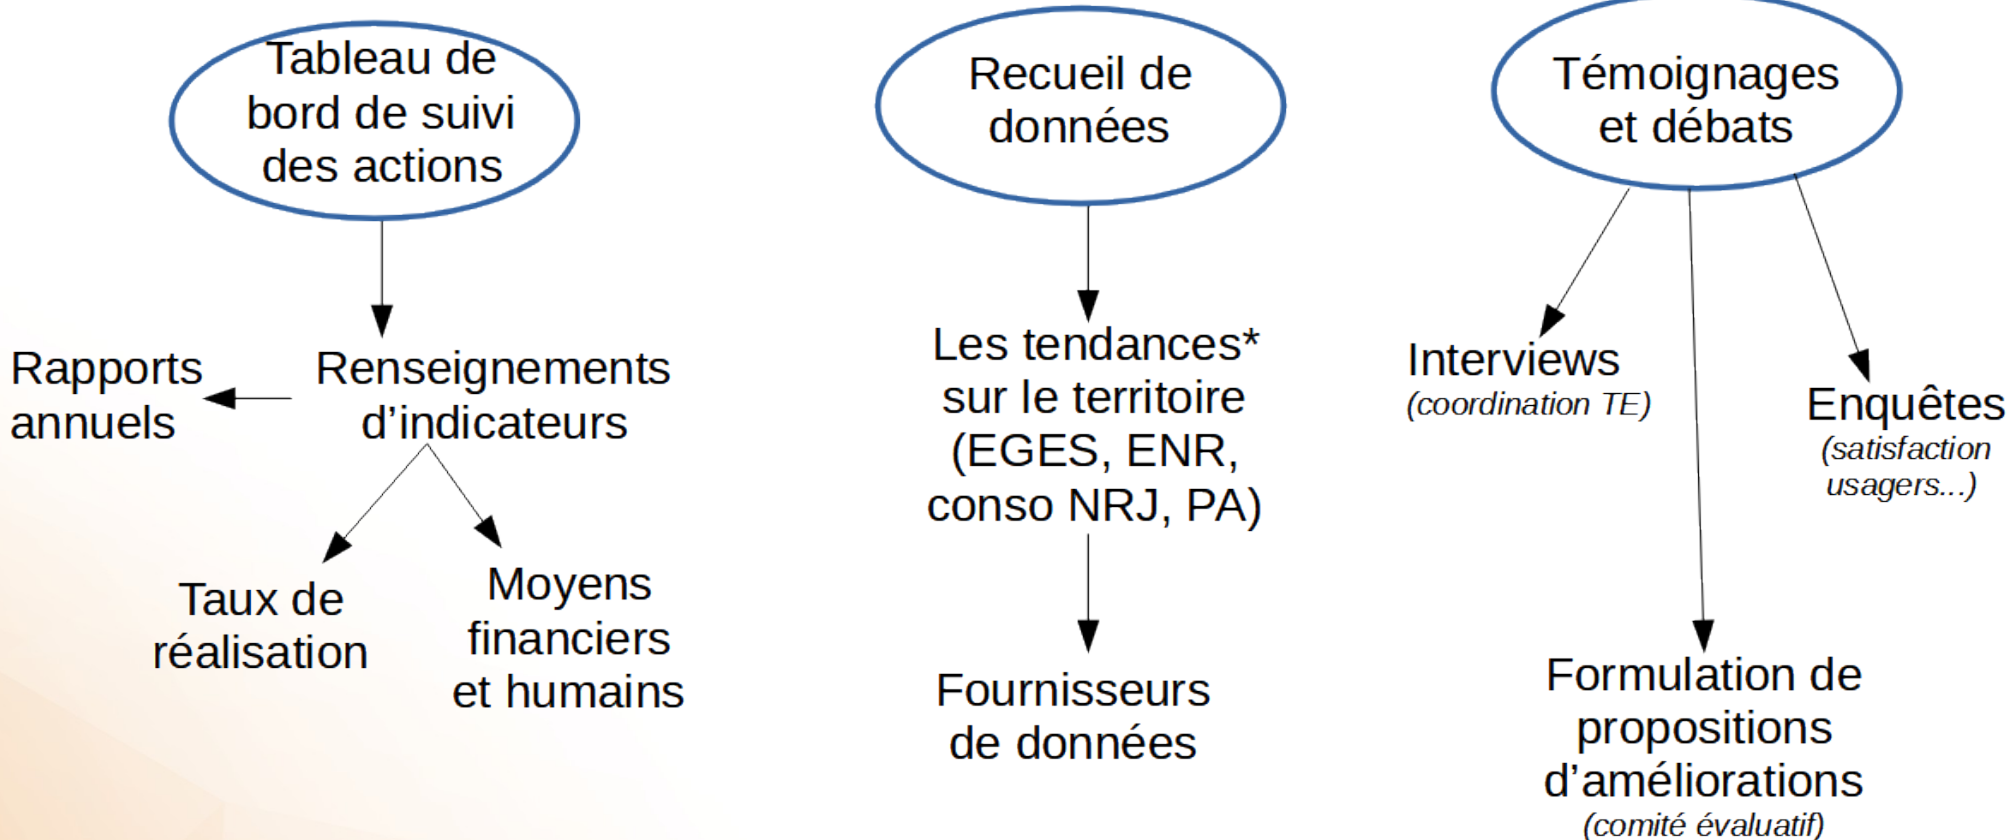 Tableau de
bord de suivi
des actions
Rapports
annuels
Renseignements
d’indicateurs
Taux de
réalisation
Moyens
financiers
et humains
Recueil de
données
Les tendances*
sur le territoire
(EGES, ENR,
conso NRJ, PA)
Fournisseurs
de données
Témoignages
et débats
Interviews
(coordination TE)
Formulation de
propositions
d’améliorations
(comité évaluatif)
Enquêtes
(satisfaction
usagers...)